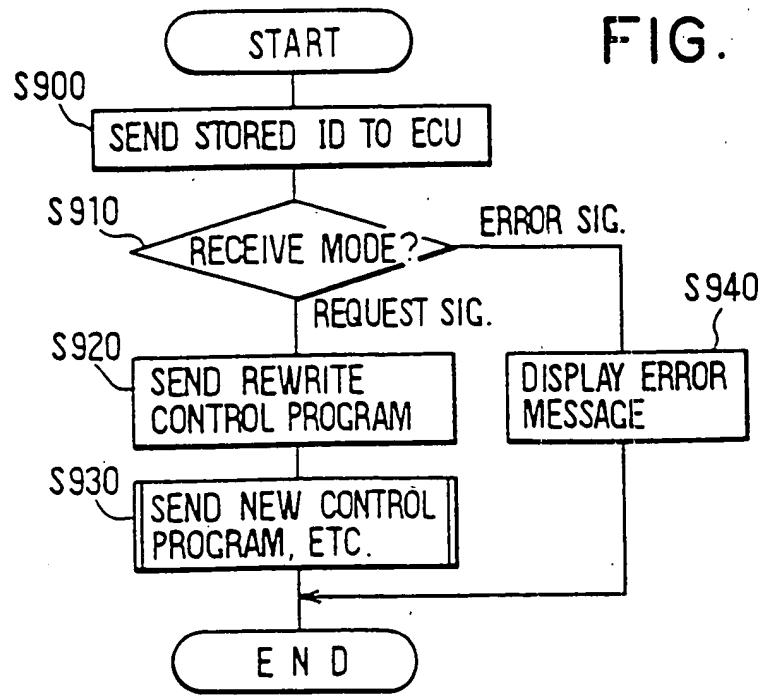 START
FIG.
S900
SEND STORED ID TO ECU
S910
RECEIVE MODE?
ERROR SIG.
REQUEST SIG.
S920
SEND REWRITE
CONTROL PROGRAM
S940
DISPLAY ERROR
MESSAGE
S930
SEND NEW CONTROL
PROGRAM, ETC.
END